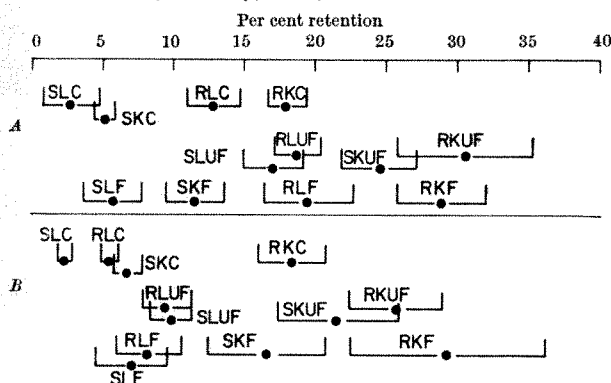 Per cent retention
0 5 10 15 20 25 30 35 40
SLC RLC RKC
A SKC
RLUF RKUF
SLUF SKUF
SLF SKF RLF RKF
SLC RLC RKC
B SKC
RLUF RKUF
SLUF SKUF
RLF SKF RKF
SLF